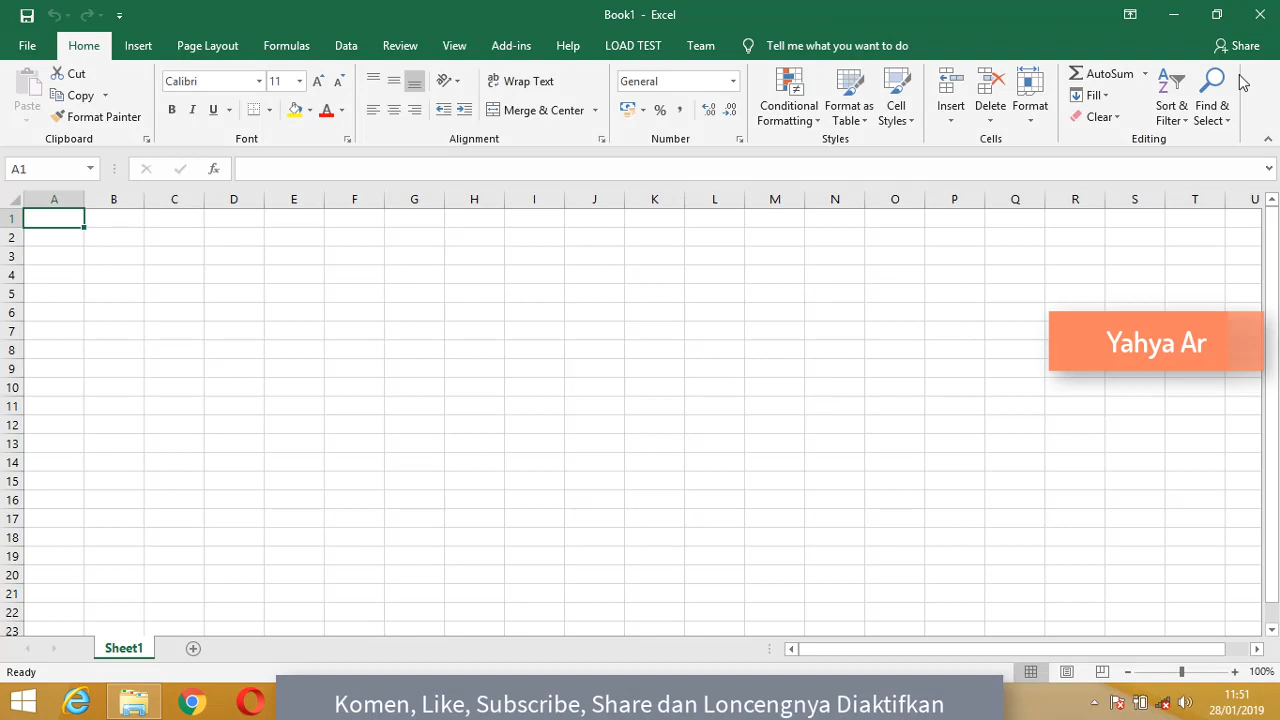 Book1 - Excel
File Home Insert Page Layout Formulas Data Review View Add-ins Help LOAD TEST Team Tell me what you want to do Share
Paste
Cut
Copy
Format Painter
Clipboard
Calibri 11
B I U
Font
Wrap Text
Merge & Center
Alignment
General
Number
Conditional Formatting
Format as Table
Cell Styles
Styles
Insert
Delete
Format
Cells
AutoSum
Fill
Clear
Sort & Filter
Find & Select
Editing
A1
fx
A B C D E F G H I J K L M N O P Q R S T U
1
2
3
4
5
6
7
8
9
10
11
12
13
14
15
16
17
18
19
20
21
22
23
Yahya Ar
Sheet1
Ready
100%
Komen, Like, Subscribe, Share dan Loncengnya Diaktifkan
11:51
28/01/2019